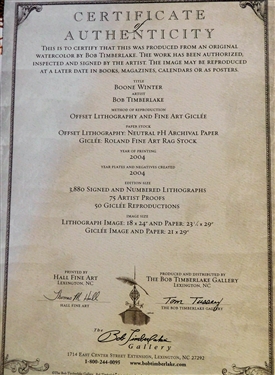 CERTIFICATE
of
AUTHENTICITY
THIS IS TO CERTIFY THAT THIS WAS PRODUCED FROM AN ORIGINAL
WATERCOLOR BY BOB TIMBERLAKE. THE WORK HAS BEEN AUTHORIZED,
INSPECTED AND SIGNED BY THE ARTIST. THE IMAGE MAY BE REPRODUCED
AT A LATER DATE IN BOOKS, MAGAZINES, CALENDARS OR AS POSTERS.
TITLE
BOONE WINTER
ARTIST
BOB TIMBERLAKE
METHOD OF REPRODUCTION
OFFSET LITHOGRAPHY AND FINE ART GICLÉE
PAPER STOCK
OFFSET LITHOGRAPHY: NEUTRAL PH ARCHIVAL PAPER
GICLÉE: ROLAND FINE ART RAG STOCK
YEAR OF PRINTING
2004
YEAR PLATES AND NEGATIVES CREATED
2004
EDITION SIZE
3,880 SIGNED AND NUMBERED LITHOGRAPHS
75 ARTIST PROOFS
50 GICLÉE REPRODUCTIONS
IMAGE SIZE
LITHOGRAPH IMAGE: 18 x 24" AND PAPER: x 29"
GICLÉE IMAGE AND PAPER: 21 x 29"
PRINTED BY
HALL FINE ART
LEXINGTON, NC
Thomas M. Hall
HALL FINE ART
PRODUCED AND DISTRIBUTED BY
THE BOB TIMBERLAKE GALLERY
LEXINGTON, NC
Tom
THE BOB TIMBERLAKE GALLERY
The
Bob Timberlake
GALLERY
1714 EAST CENTER STREET EXTENSION, LEXINGTON, NC 27292
1-800-244-0095 www.bobtimberlake.com